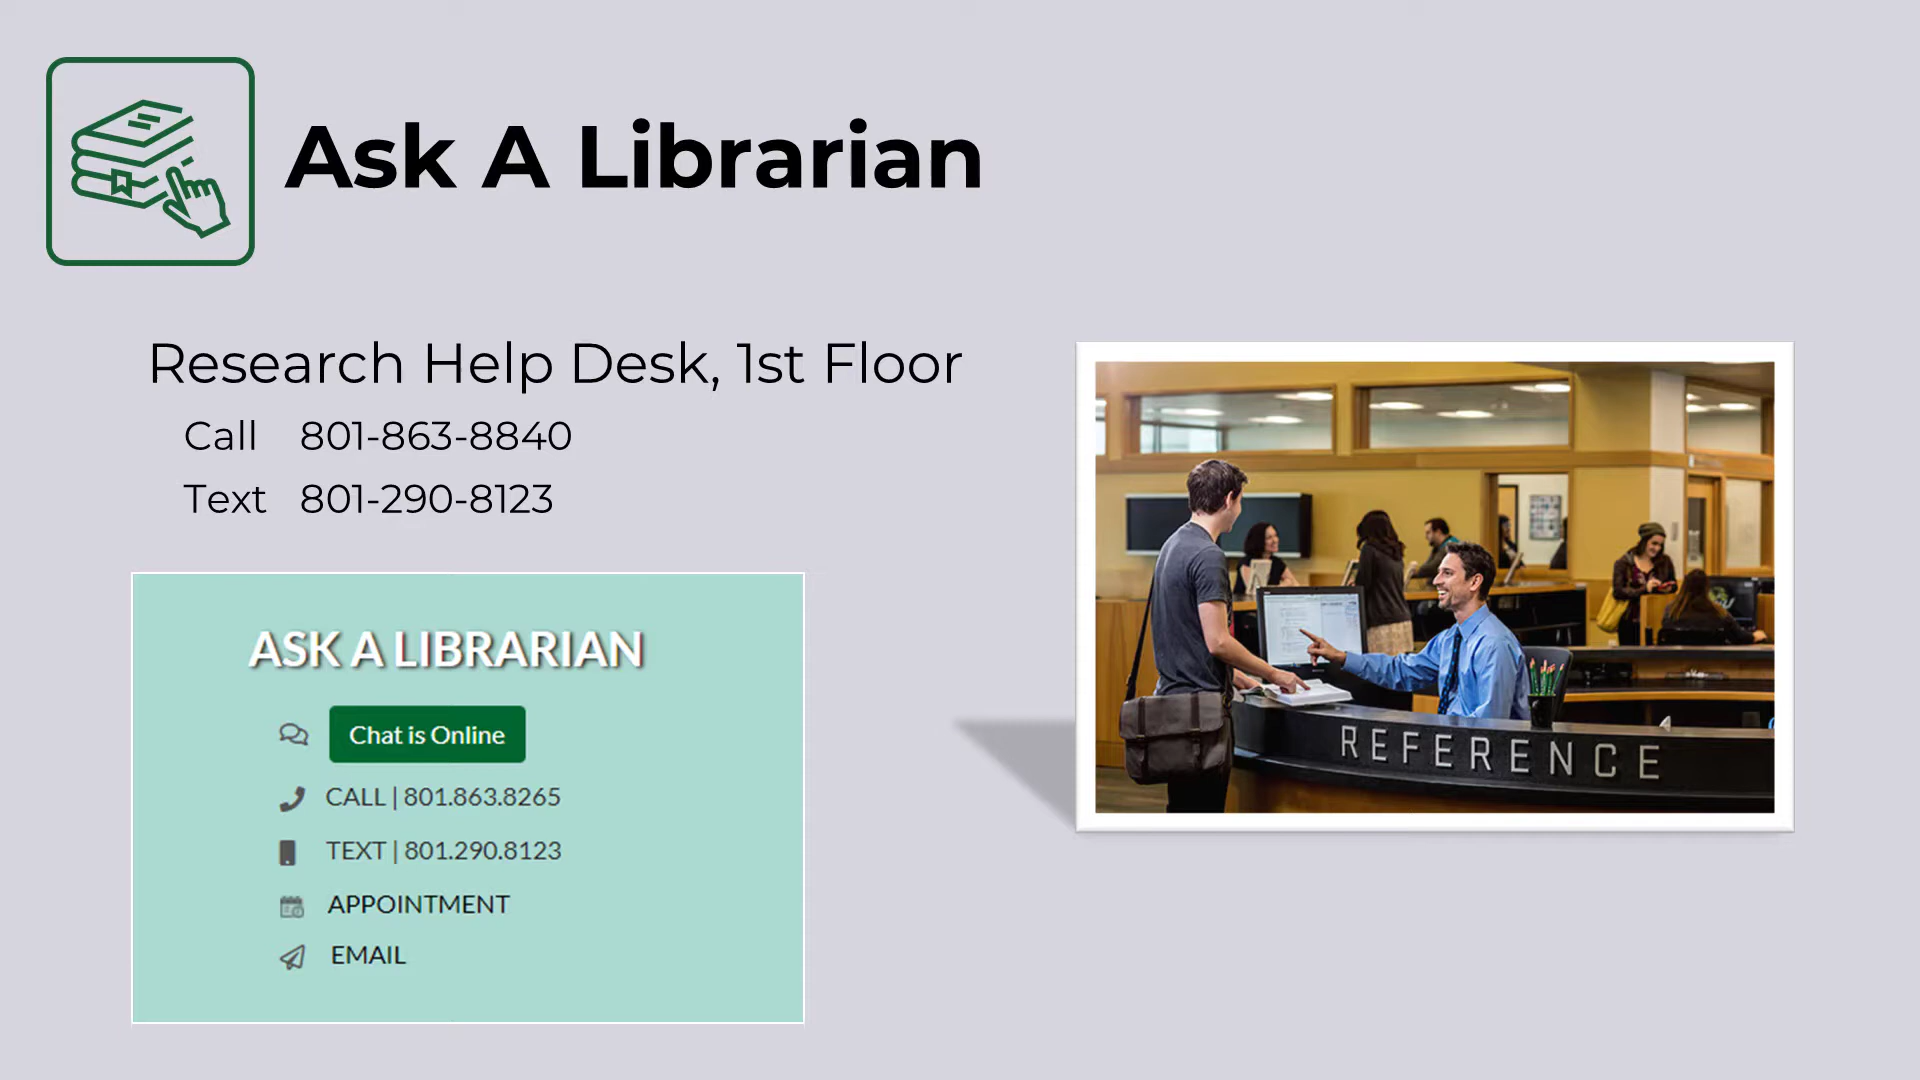 Ask A Librarian
Research Help Desk, 1st Floor
Call 801-863-8840
Text 801-290-8123
ASK A LIBRARIAN
Chat is Online
CALL | 801.863.8265
TEXT | 801.290.8123
APPOINTMENT
EMAIL
REFERENCE